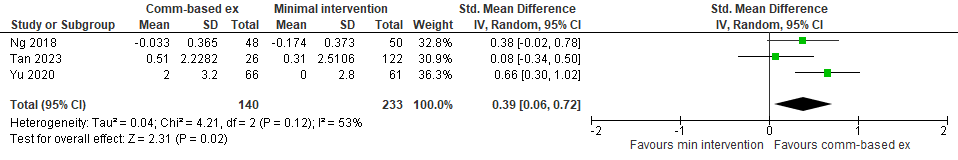 Comm-based ex Minimal intervention Std. Mean Difference Std. Mean Difference
Study or Subgroup Mean SD Total Mean SD Total Weight IV, Random, 95% CI IV, Random, 95% CI
Ng 2018 -0.033 0.365 48 -0.174 0.373 50 32.8% 0.38 [-0.02, 0.78]
Tan 2023 0.51 2.2282 26 0.31 2.5106 122 30.9% 0.08 [-0.34, 0.50]
Yu 2020 2 3.2 66 0 2.8 61 36.3% 0.66 [0.30, 1.02]
Total (95% CI) 140 233 100.0% 0.39 [0.06, 0.72]
Heterogeneity: Tau² = 0.04; Chi² = 4.21, df = 2 (P = 0.12); I² = 53%
Test for overall effect: Z = 2.31 (P = 0.02)
-2 -1 0 1 2
Favours min intervention Favours comm-based ex